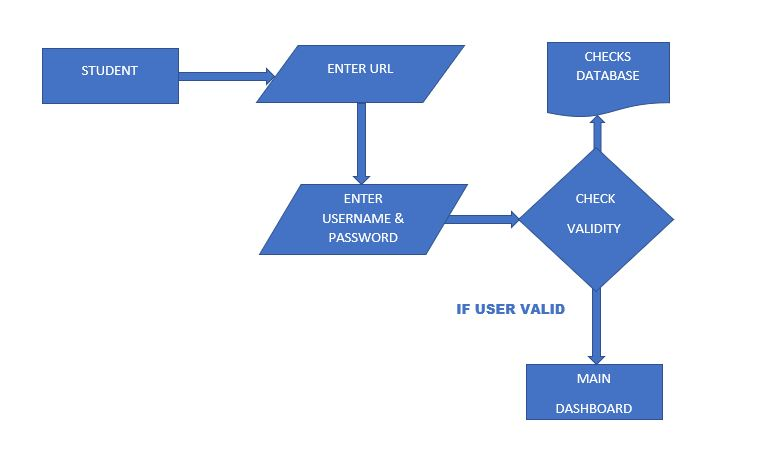 STUDENT
ENTER URL
CHECKS
DATABASE
ENTER
USERNAME &
PASSWORD
CHECK
VALIDITY
IF USER VALID
MAIN
DASHBOARD